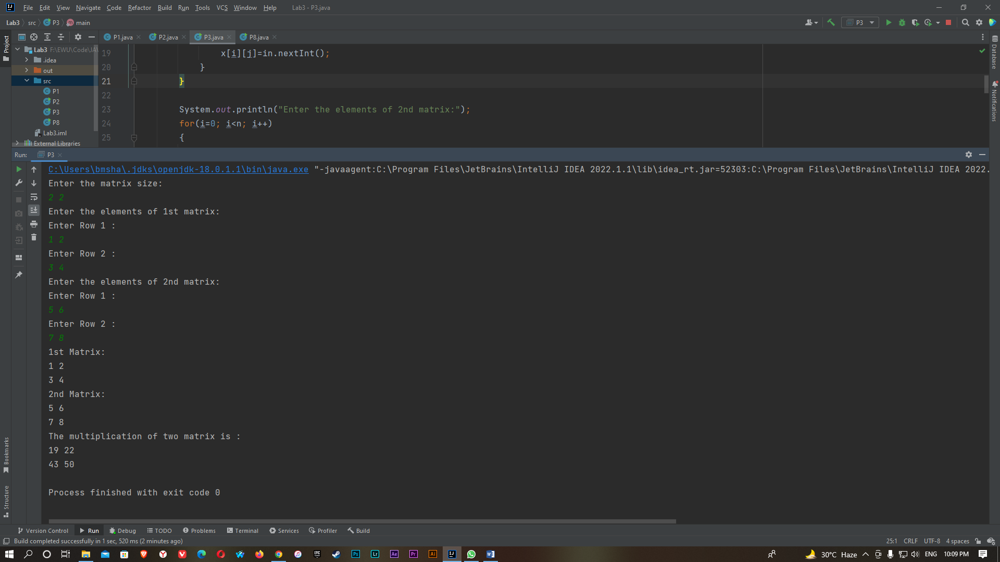 File Edit View Navigate Code Refactor Build Run Tools VCS Window Help Lab3 - P3.java
Lab3 src P3 main P3
Project
P1.java P2.java P3.java P8.java
Lab3 F:\EWU\Code\JA
.idea
out
src
P1
P2
P3
P8
Lab3.iml
External Libraries
19 x[i][j]=in.nextInt();
20 }
21 }
22
23 System.out.println("Enter the elements of 2nd matrix:");
24 for(i=0; i<n; i++)
25 {
Database
Notifications
Run: P3
C:\Users\bmsha\.jdks\openjdk-18.0.1.1\bin\java.exe "-javaagent:C:\Program Files\JetBrains\IntelliJ IDEA 2022.1.1\lib\idea_rt.jar=52303:C:\Program Files\JetBrains\IntelliJ IDEA 2022.
Enter the matrix size:
2 2
Enter the elements of 1st matrix:
Enter Row 1 :
1 2
Enter Row 2 :
3 4
Enter the elements of 2nd matrix:
Enter Row 1 :
5 6
Enter Row 2 :
7 8
1st Matrix:
1 2
3 4
2nd Matrix:
5 6
7 8
The multiplication of two matrix is :
19 22
43 50
Process finished with exit code 0
Bookmarks
Structure
Version Control Run Debug TODO Problems Terminal Services Profiler Build
Build completed successfully in 1 sec, 520 ms (2 minutes ago) 25:1 CRLF UTF-8 4 spaces
Ps Lr Ae Pr Ai IJ 30°C Haze ENG 10:09 PM